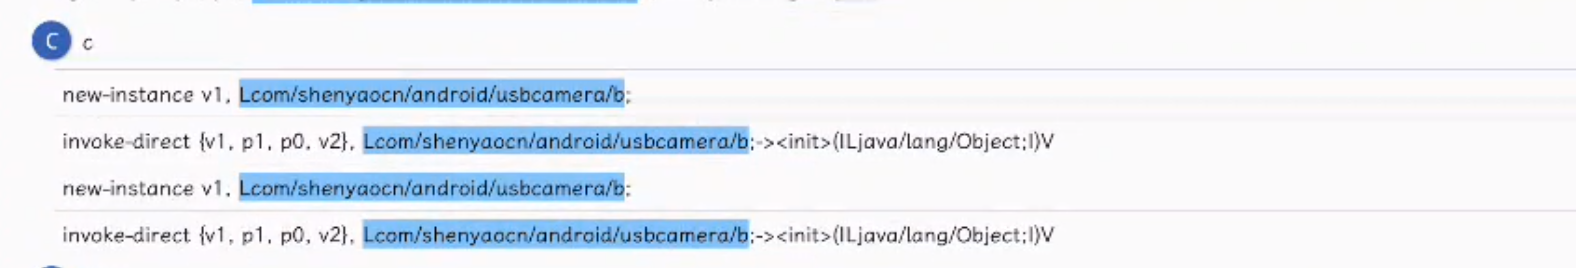 C c
new-instance v1, Lcom/shenyaocn/android/usbcamera/b;
invoke-direct {v1, p1, p0, v2}, Lcom/shenyaocn/android/usbcamera/b;-><init>(ILjava/lang/Object;I)V
new-instance v1, Lcom/shenyaocn/android/usbcamera/b;
invoke-direct {v1, p1, p0, v2}, Lcom/shenyaocn/android/usbcamera/b;-><init>(ILjava/lang/Object;I)V